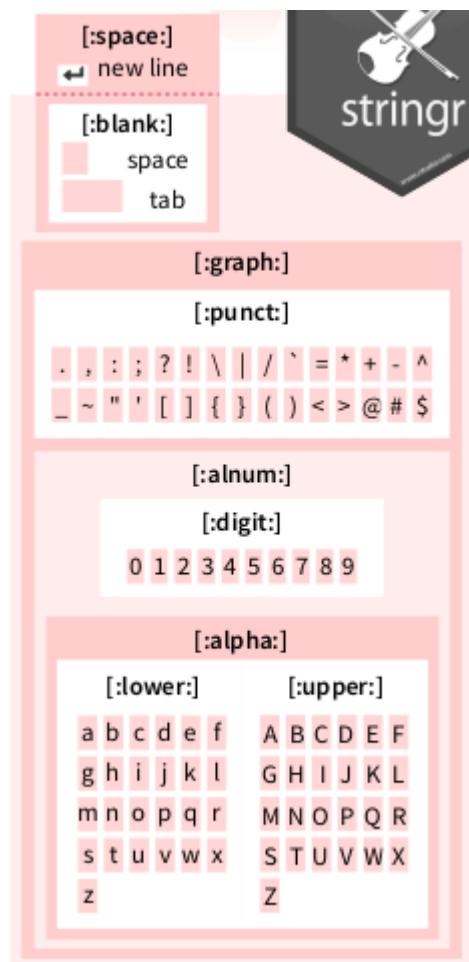 [:space:]
new line
[:blank:]
space
tab
stringr
[:graph:]
[:punct:]
. , : ; ? ! \ | / ` = * + - ^
_ ~ " ' [ ] { } ( ) < > @ # $
[:alnum:]
[:digit:]
0 1 2 3 4 5 6 7 8 9
[:alpha:]
[:lower:]
a b c d e f
g h i j k l
m n o p q r
s t u v w x
z
[:upper:]
A B C D E F
G H I J K L
M N O P Q R
S T U V W X
Z